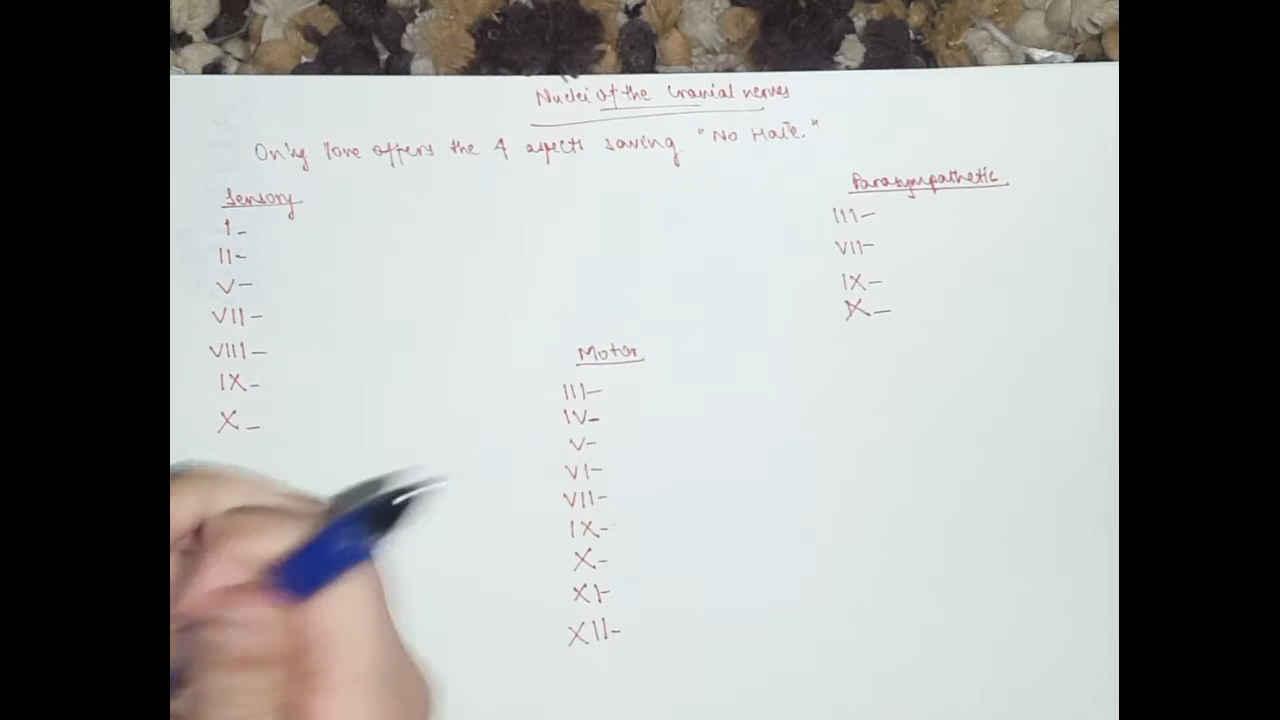 Nuclei of the Cranial nerves
Only love offers the 4 aspects saving "No Hate."
Sensory
I -
II -
V -
VII -
VIII -
IX -
X -
Motor
III -
IV -
V -
VI -
VII -
IX -
X -
XI -
XII -
Parasympathetic
III -
VII -
IX -
X -